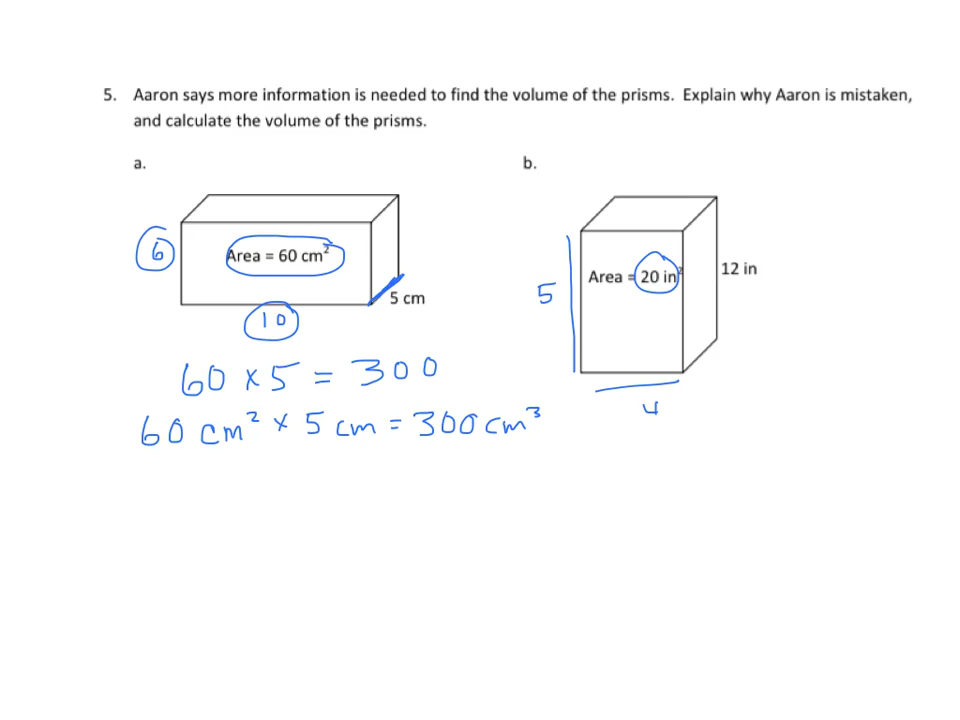 5. Aaron says more information is needed to find the volume of the prisms. Explain why Aaron is mistaken,
and calculate the volume of the prisms.
a.
b.
6
Area = 60 cm²
5 cm
10
5
Area = 20 in²
12 in
4
60 x 5 = 300
60 cm² x 5 cm = 300 cm³